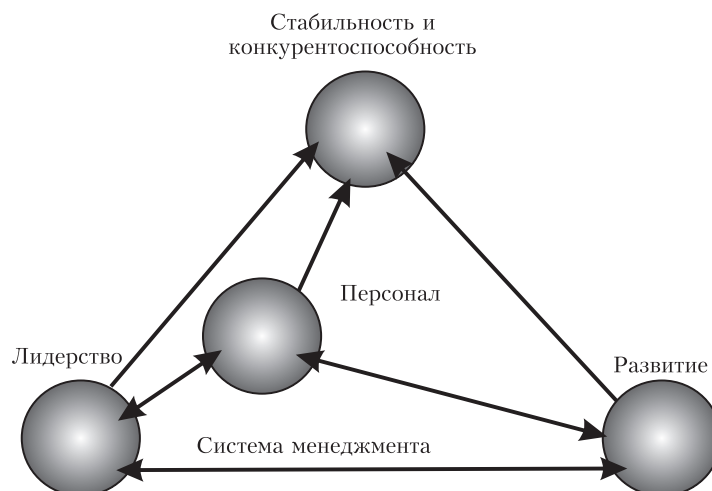 Стабильность и
конкурентоспособность
Персонал
Лидерство
Развитие
Система менеджмента